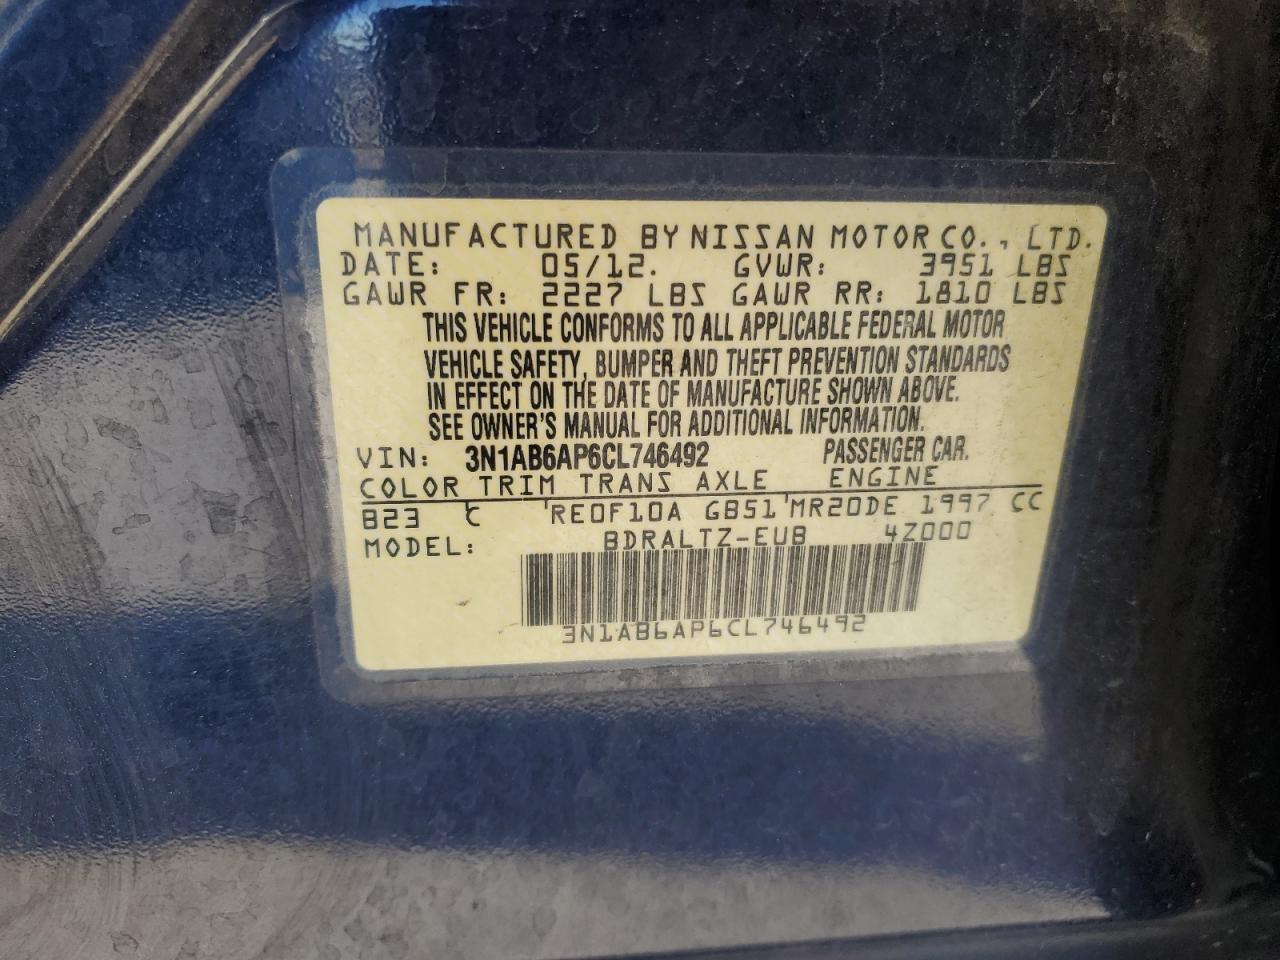 MANUFACTURED BY NISSAN MOTOR CO., LTD.
DATE: 05/12. GVWR: 3951 LBS
GAWR FR: 2227 LBS GAWR RR: 1810 LBS
THIS VEHICLE CONFORMS TO ALL APPLICABLE FEDERAL MOTOR
VEHICLE SAFETY, BUMPER AND THEFT PREVENTION STANDARDS
IN EFFECT ON THE DATE OF MANUFACTURE SHOWN ABOVE.
SEE OWNER'S MANUAL FOR ADDITIONAL INFORMATION.
VIN: 3N1AB6AP6CL746492 PASSENGER CAR.
COLOR TRIM TRANS AXLE ENGINE
B23 C RE0F10A GB51 MR20DE 1997 CC
MODEL: BDRALTZ-EUB 4Z000
3N1AB6AP6CL746492